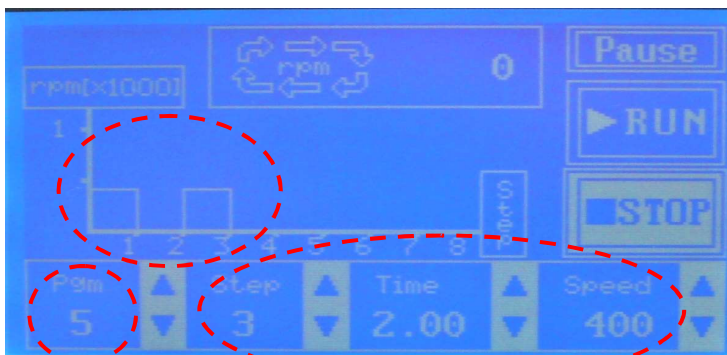 Pause
rpm
0
rpm[x1000]
1
RUN
STOP
Step
1 2 3 4 5 6 7 8
Pgm
Step
Time
Speed
5
3
2.00
400